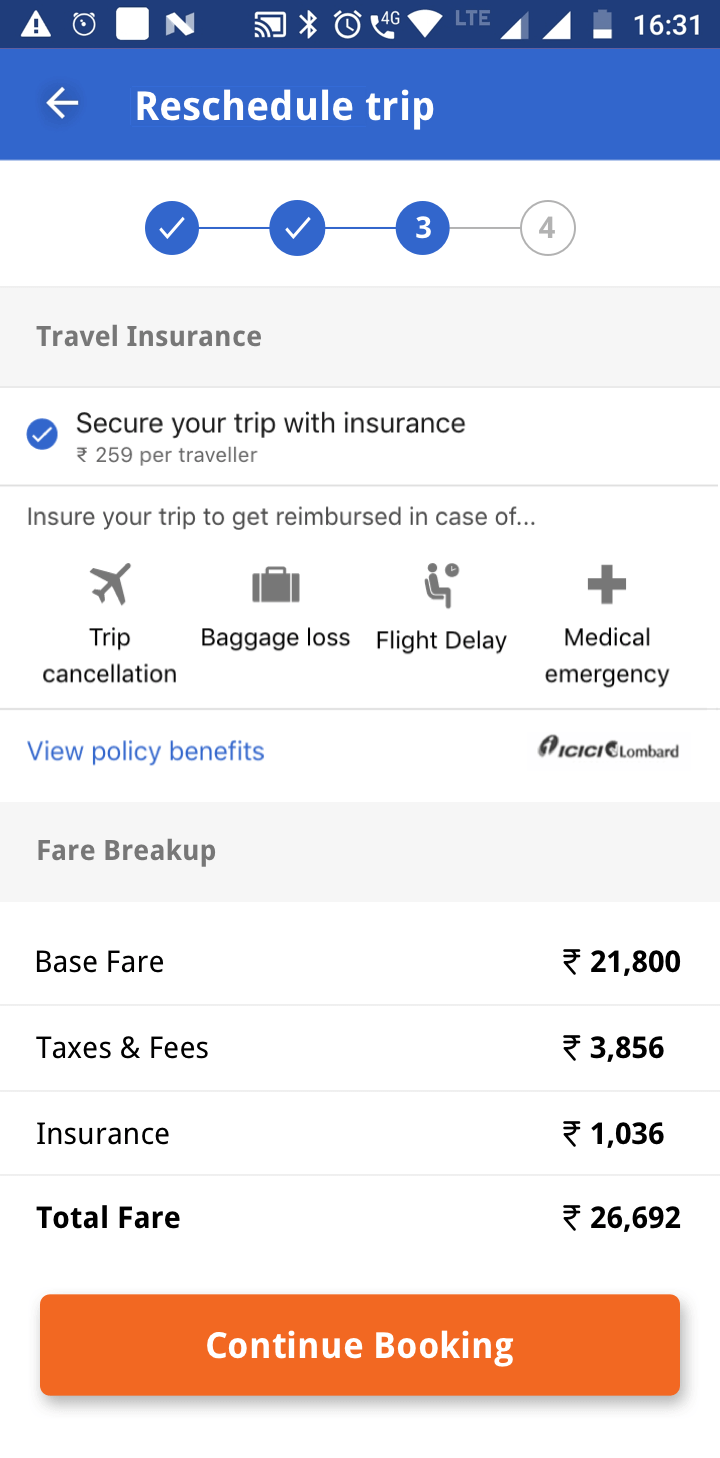 4G LTE 16:31
Reschedule trip
3 4
Travel Insurance
Secure your trip with insurance
₹ 259 per traveller
Insure your trip to get reimbursed in case of...
Trip cancellation
Baggage loss
Flight Delay
Medical emergency
View policy benefits
ICICI Lombard
Fare Breakup
Base Fare ₹ 21,800
Taxes & Fees ₹ 3,856
Insurance ₹ 1,036
Total Fare ₹ 26,692
Continue Booking